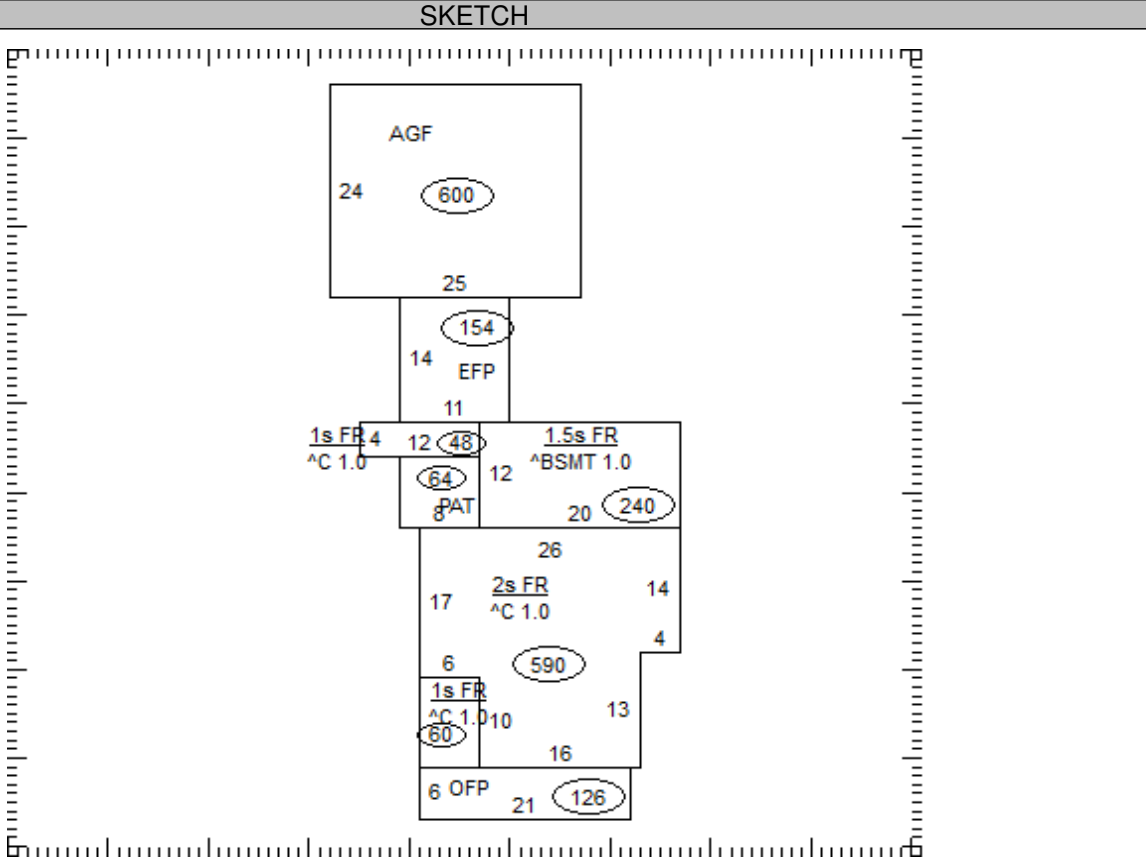 SKETCH
AGF
24
600
25
154
14
EFP
11
1s FR 4 12 48 1.5s FR
^C 1.0 ^BSMT 1.0
64 12
8 PAT 20 240
26
2s FR 14
17 ^C 1.0
4
6 590
1s FR
^C 1.0 10 13
60
16
6 OFP 21 126